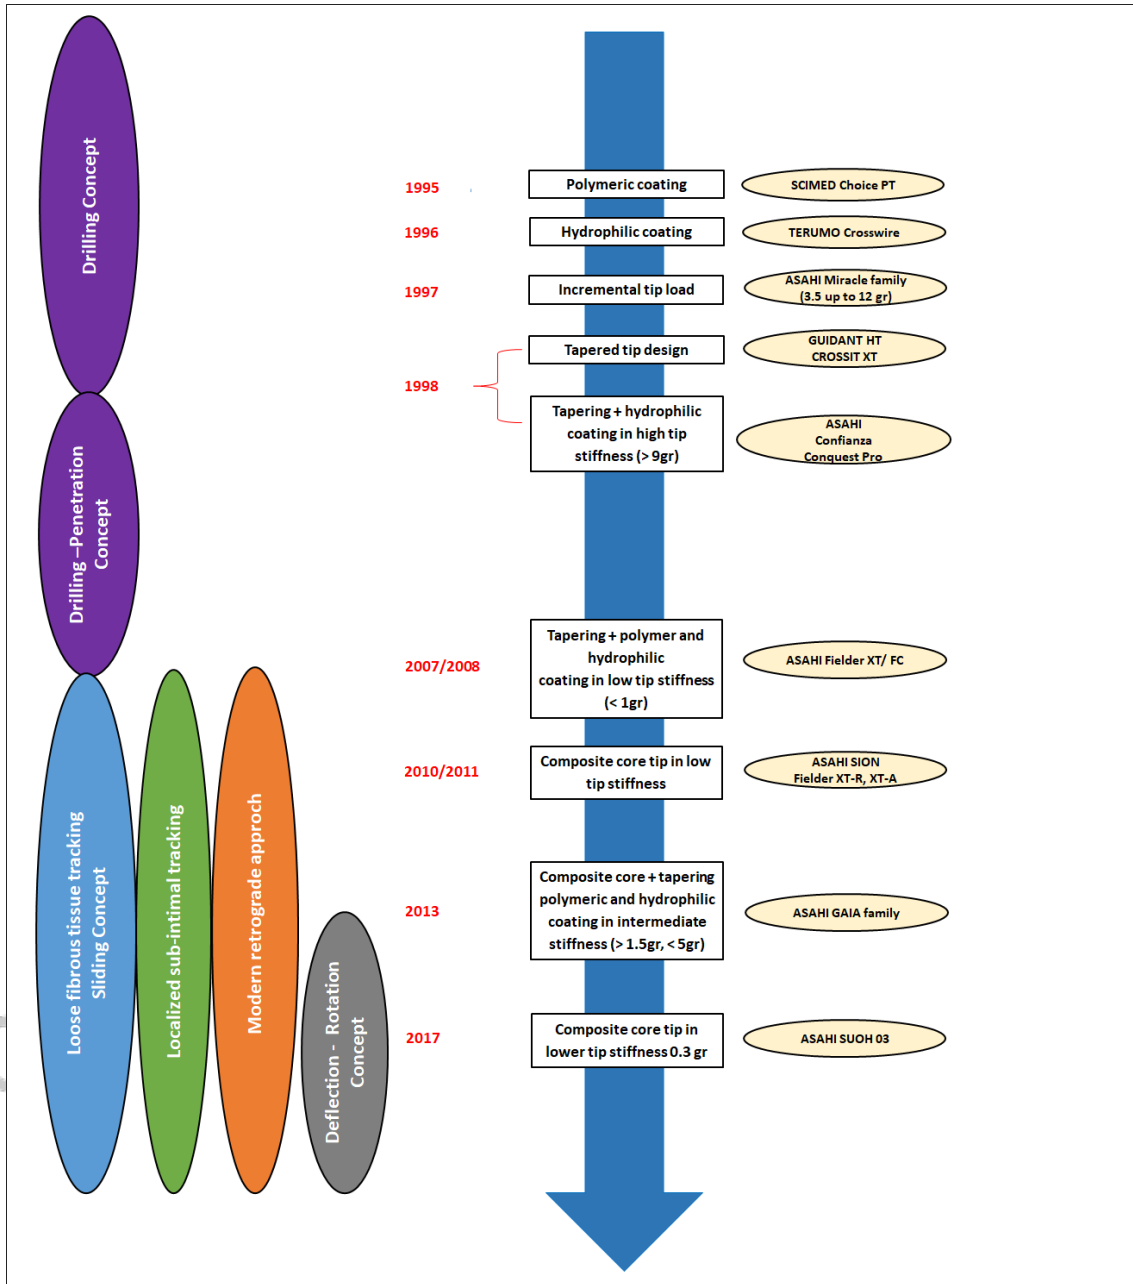 Drilling Concept
Drilling –Penetration
Concept
Loose fibrous tissue tracking
Sliding Concept
Localized sub-intimal tracking
Modern retrograde approch
Deflection - Rotation
Concept
1995
Polymeric coating
SCIMED Choice PT
1996
Hydrophilic coating
TERUMO Crosswire
1997
Incremental tip load
ASAHI Miracle family
(3.5 up to 12 gr)
1998
Tapered tip design
GUIDANT HT
CROSSIT XT
Tapering + hydrophilic
coating in high tip
stiffness (> 9gr)
ASAHI
Confianza
Conquest Pro
2007/2008
Tapering + polymer and
hydrophilic
coating in low tip stiffness
(< 1gr)
ASAHI Fielder XT/ FC
2010/2011
Composite core tip in low
tip stiffness
ASAHI SION
Fielder XT-R, XT-A
2013
Composite core + tapering
polymeric and hydrophilic
coating in intermediate
stiffness (> 1.5gr, < 5gr)
ASAHI GAIA family
2017
Composite core tip in
lower tip stiffness 0.3 gr
ASAHI SUOH 03